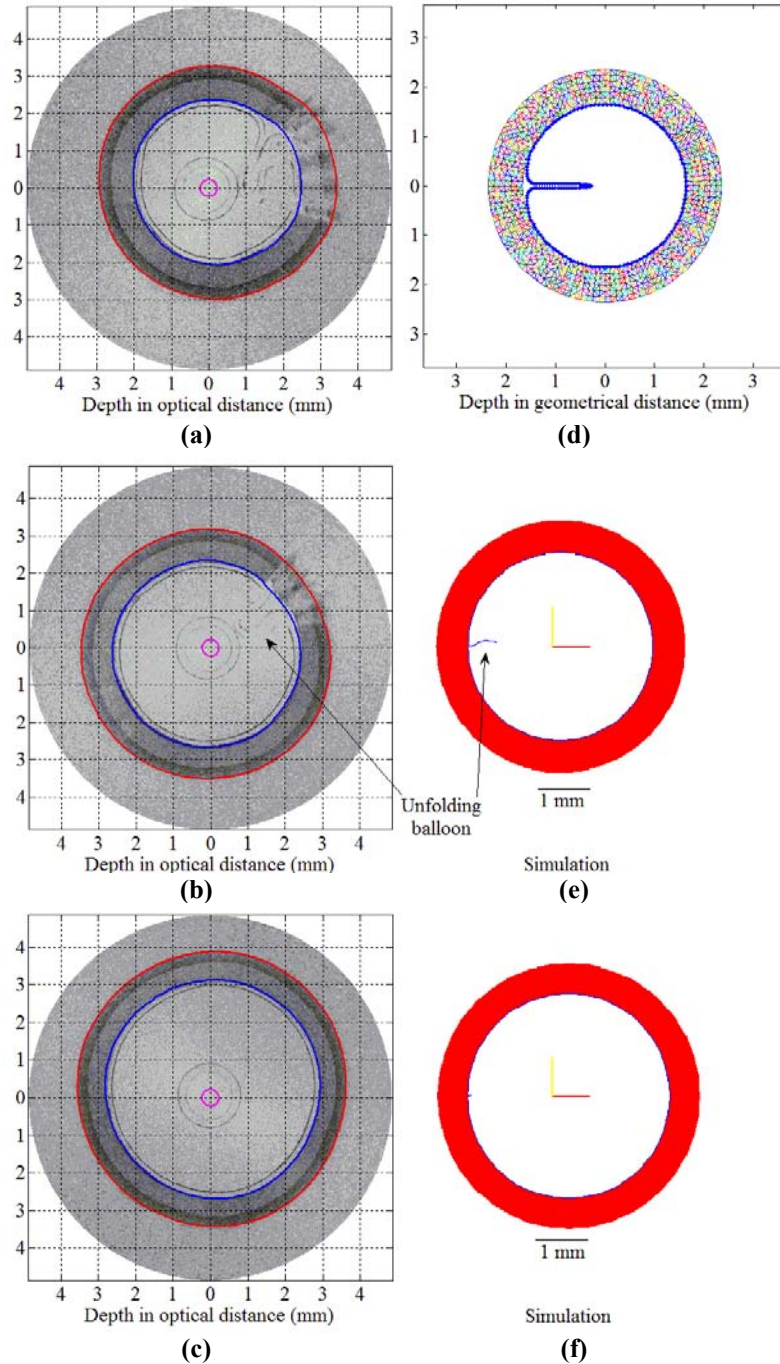 4
3
2
1
0
1
2
3
4
4 3 2 1 0 1 2 3 4
Depth in optical distance (mm)
(a)
3
2
1
0
1
2
3
3 2 1 0 1 2 3
Depth in geometrical distance (mm)
(d)
4
3
2
1
0
1
2
3
4
4 3 2 1 0 1 2 3 4
Depth in optical distance (mm)
(b)
Unfolding
balloon
1 mm
Simulation
(e)
4
3
2
1
0
1
2
3
4
4 3 2 1 0 1 2 3 4
Depth in optical distance (mm)
(c)
1 mm
Simulation
(f)